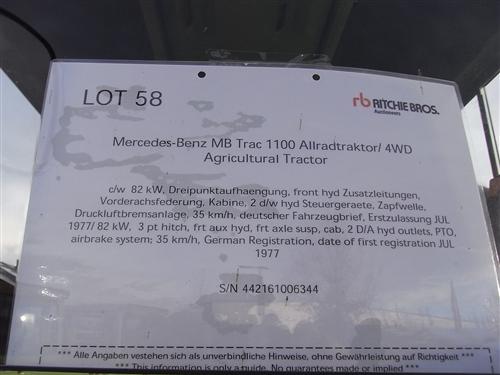 LOT 58
rb RITCHIE BROS.
Auctioneers
Mercedes-Benz MB Trac 1100 Allradtraktor/ 4WD
Agricultural Tractor
c/w 82 kW, Dreipunktaufhaengung, front hyd Zusatzleitungen,
Vorderachsfederung, Kabine, 2 d/w hyd Steuergeraete, Zapfwelle,
Druckluftbremsanlage, 35 km/h, deutscher Fahrzeugbrief, Erstzulassung JUL
1977/ 82 kW, 3 pt hitch, frt aux hyd, frt axle susp, cab, 2 D/A hyd outlets, PTO,
airbrake system; 35 km/h, German Registration, date of first registration JUL
1977
S/N 442161006344
*** Alle Angaben verstehen sich als unverbindliche Hinweise, ohne Gewährleistung auf Richtigkeit ***
*** This information is only a guide. No guarantees made or implied ***